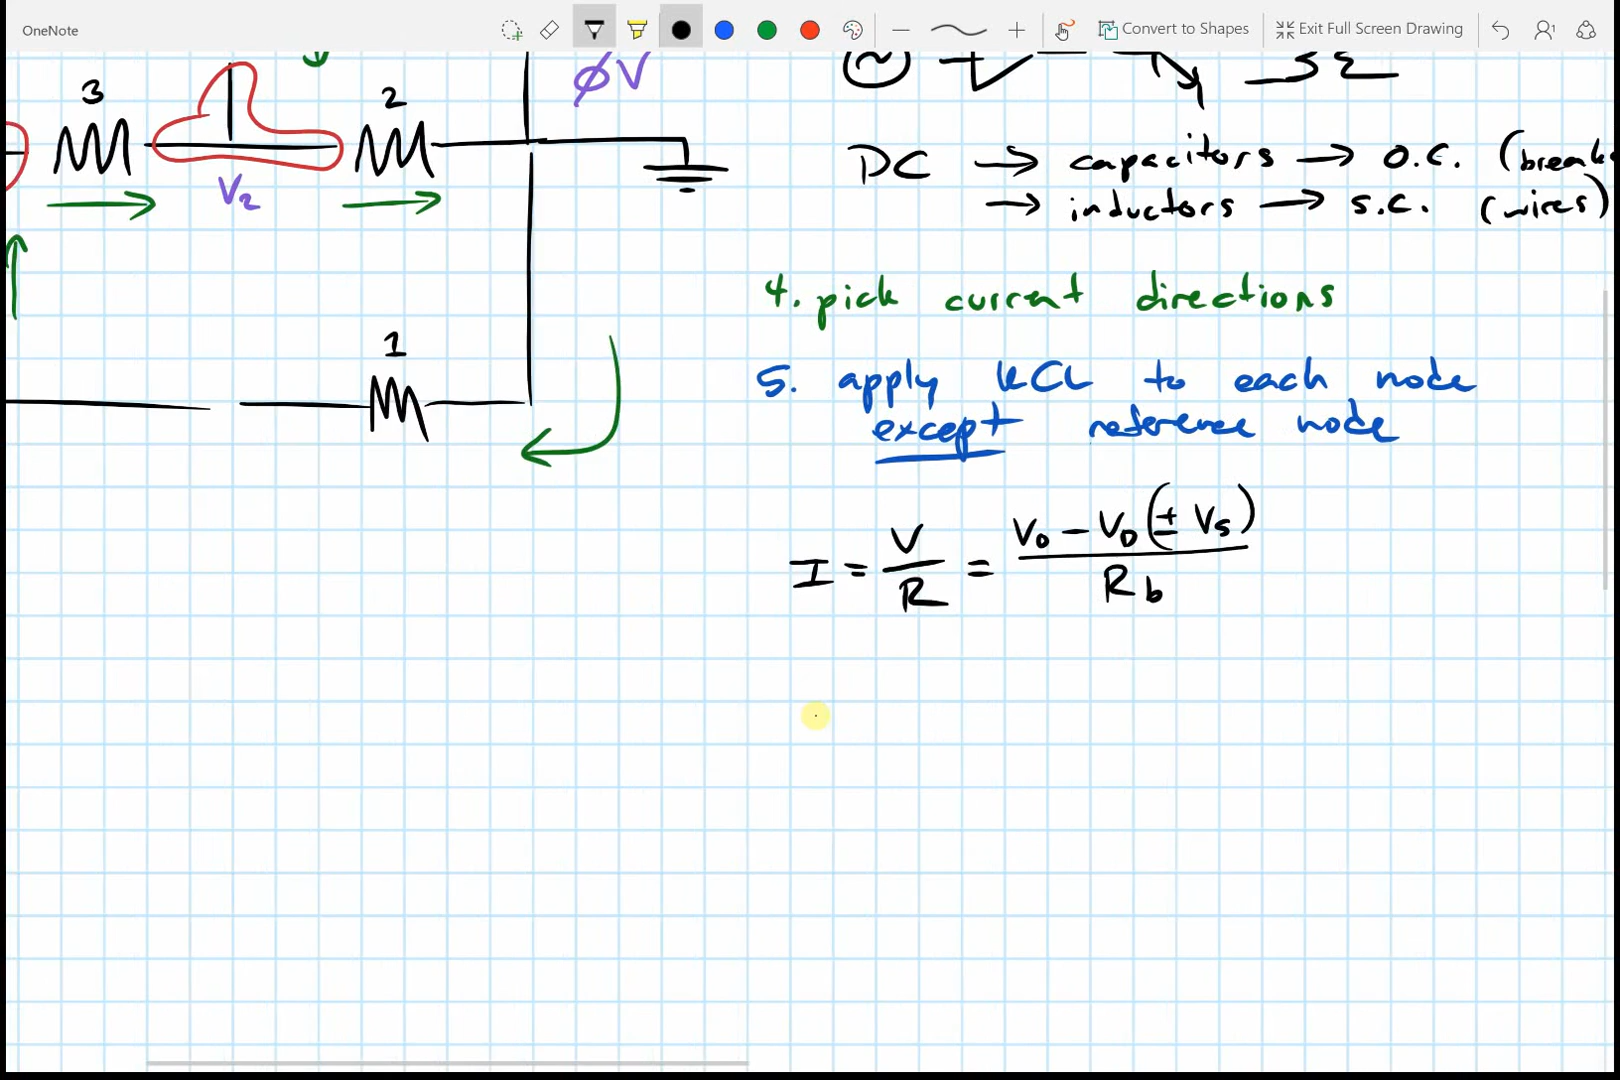 OneNote
Convert to Shapes
Exit Full Screen Drawing
3
2
ØV
V₂
1
DC → capacitors → O.C. (break
→ inductors → S.C. (wires)
4. pick current directions
5. apply KCL to each node
except reference node
I = V/R = V₀ - V₀(± Vs)/R b